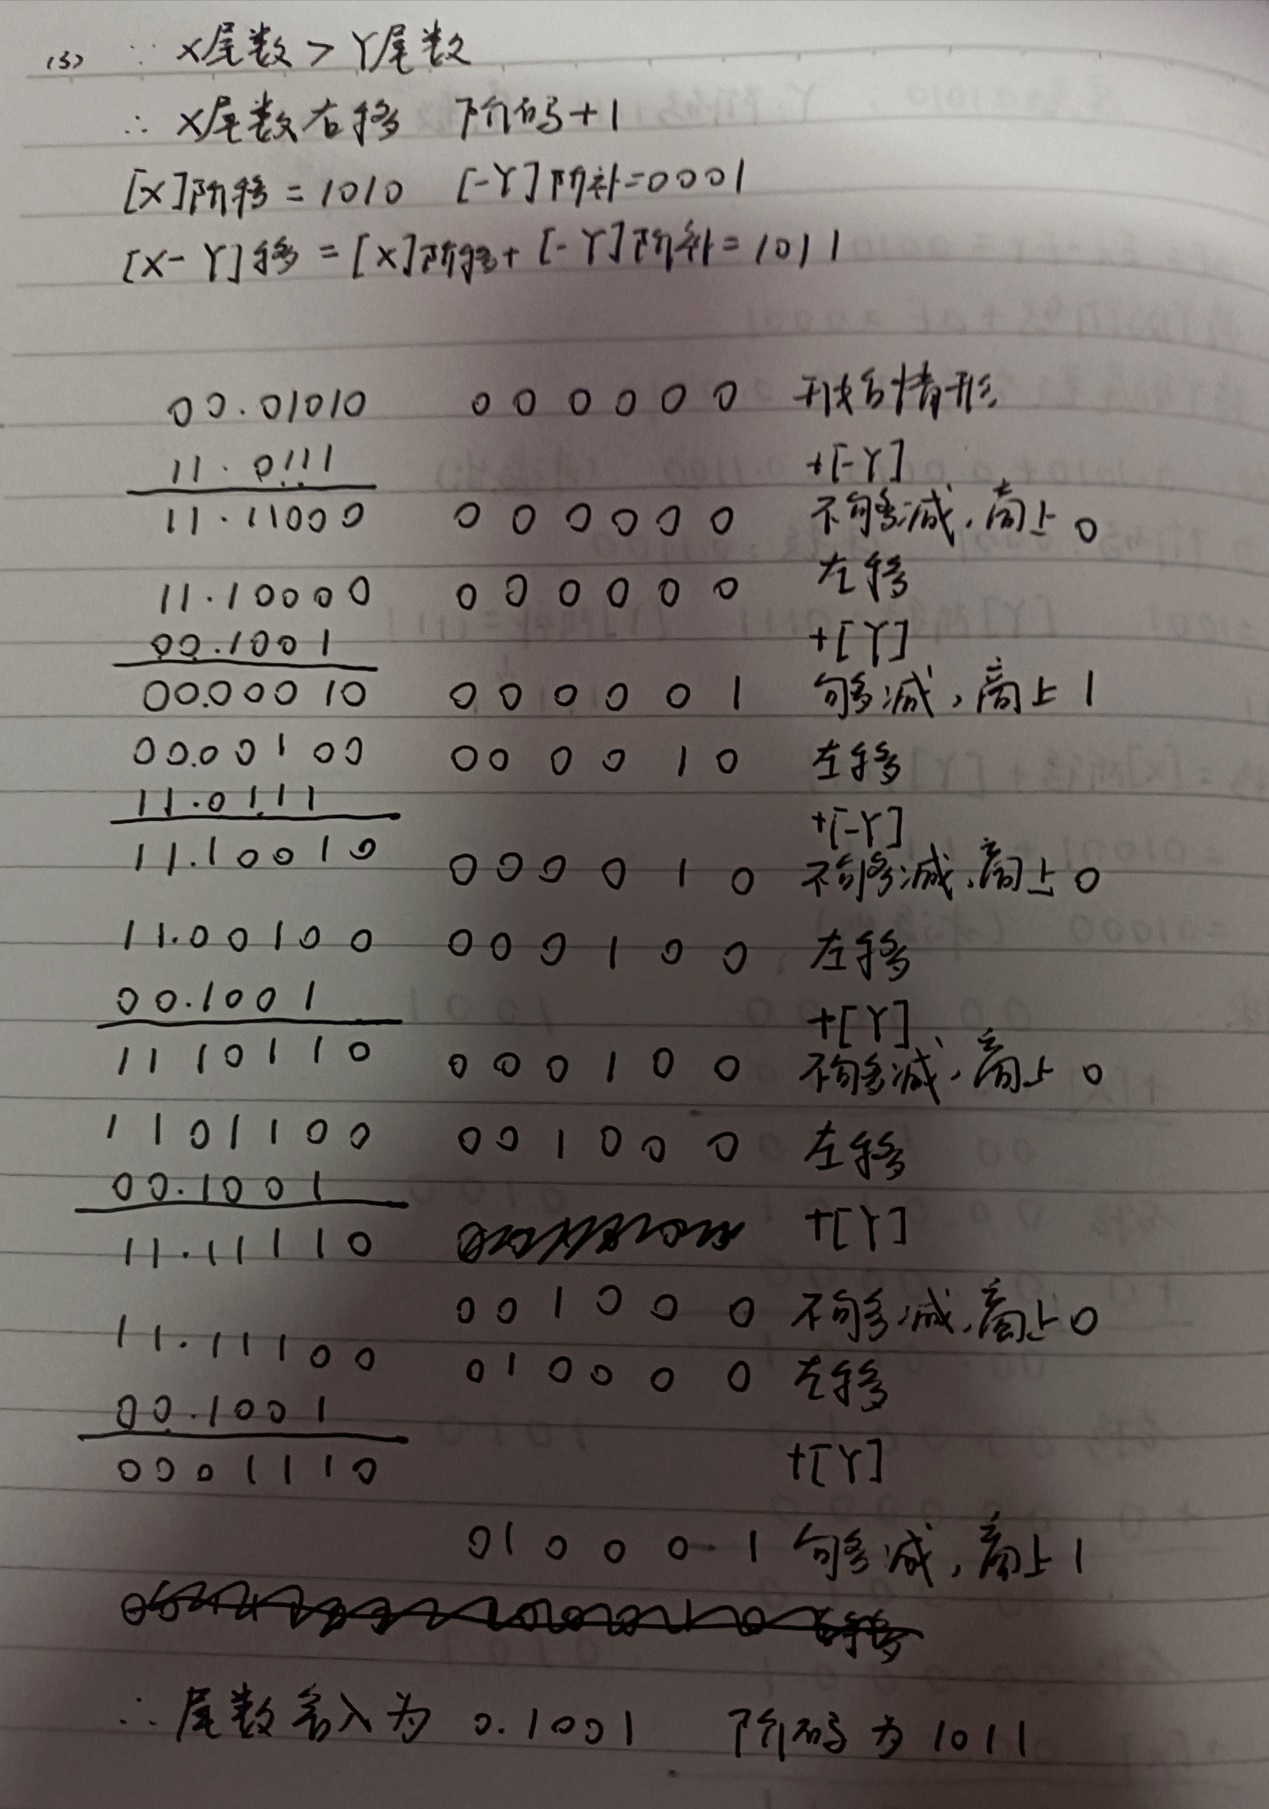 (3) ∵ X尾数 > Y尾数
∴ X尾数右移 阶码+1
[X]阶移 = 1010 [-Y]阶补 = 0001
[X-Y]移 = [X]阶移 + [-Y]阶补 = 1011
00.01010 000000 开始情形
11.0111 +[-Y]
11.11000 000000 不够减,商上0
11.10000 000000 左移
00.1001 +[Y]
00.00010 000001 够减,商上1
00.00100 000010 左移
11.0111 +[-Y]
11.10010 000010 不够减,商上0
11.00100 000100 左移
00.1001 +[Y]
1110110 000100 不够减,商上0
1101100 001000 左移
00.1001 +[Y]
11.11110
001000 不够减,商上0
11.11100 010000 左移
00.1001
0001110 +[Y]
010001 够减,商上1
∴ 尾数舍入为 0.1001 阶码为 1011